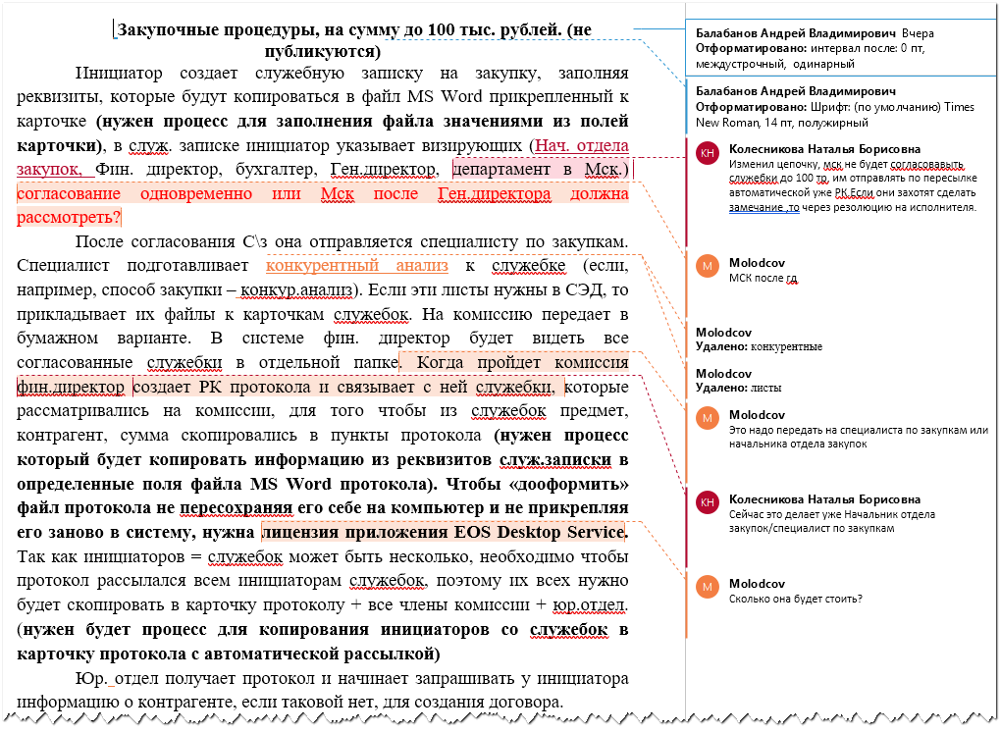 Закупочные процедуры, на сумму до 100 тыс. рублей. (не
публикуются)
Инициатор создает служебную записку на закупку, заполняя
реквизиты, которые будут копироваться в файл MS Word прикрепленный к
карточке (нужен процесс для заполнения файла значениями из полей
карточки), в служ. записке инициатор указывает визирующих (Нач. отдела
закупок, Фин. директор, бухгалтер, Ген.директор, департамент в Мск.)
согласование одновременно или Мск после Ген.директора должна
рассмотреть?
После согласования С\з она отправляется специалисту по закупкам.
Специалист подготавливает конкурентный анализ к служебке (если,
например, способ закупки – конкур.анализ). Если эти листы нужны в СЭД, то
прикладывает их файлы к карточкам служебок. На комиссию передает в
бумажном варианте. В системе фин. директор будет видеть все
согласованные служебки в отдельной папке. Когда пройдет комиссия
фин.директор создает РК протокола и связывает с ней служебки, которые
рассматривались на комиссии, для того чтобы из служебок предмет,
контрагент, сумма скопировались в пункты протокола (нужен процесс
который будет копировать информацию из реквизитов служ.записки в
определенные поля файла MS Word протокола). Чтобы «дооформить»
файл протокола не пересохраняя его себе на компьютер и не прикрепляя
его заново в систему, нужна лицензия приложения EOS Desktop Service.
Так как инициаторов = служебок может быть несколько, необходимо чтобы
протокол рассылался всем инициаторам служебок, поэтому их всех нужно
будет скопировать в карточку протоколу + все члены комиссии + юр.отдел.
(нужен будет процесс для копирования инициаторов со служебок в
карточку протокола с автоматической рассылкой)
Юр. отдел получает протокол и начинает запрашивать у инициатора
информацию о контрагенте, если таковой нет, для создания договора.
Балабанов Андрей Владимирович Вчера
Отформатировано: интервал после: 0 пт,
междустрочный, одинарный
Балабанов Андрей Владимирович
Отформатировано: Шрифт: (по умолчанию) Times
New Roman, 14 пт, полужирный
КН Колесникова Наталья Борисовна
Изменил цепочку, мск не будет согласовавыть
служебки до 100 тр, им отправлять по пересылке
автоматической уже РК.Если они захотят сделать
замечание ,то через резолюцию на исполнителя.
М Molodcov
МСК после гд
Molodcov
Удалено: конкурентные
Molodcov
Удалено: листы
М Molodcov
Это надо передать на специалиста по закупкам или
начальника отдела закупок
КН Колесникова Наталья Борисовна
Сейчас это делает уже Начальник отдела
закупок/специалист по закупкам
М Molodcov
Сколько она будет стоить?